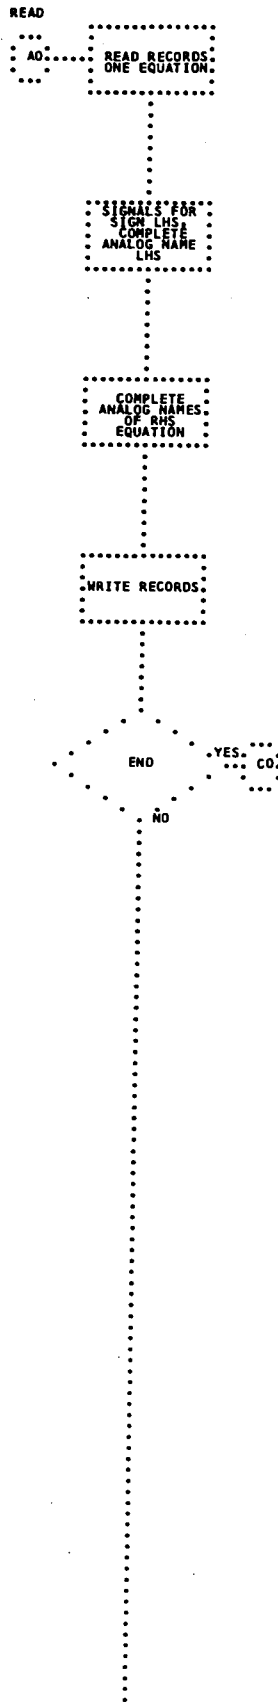 READ
AO
READ RECORDS
ONE EQUATION
SIGNALS FOR
SIGN LHS,
COMPLETE
ANALOG NAME
LHS
COMPLETE
ANALOG NAMES
OF RHS
EQUATION
WRITE RECORDS
END
YES
CO
NO